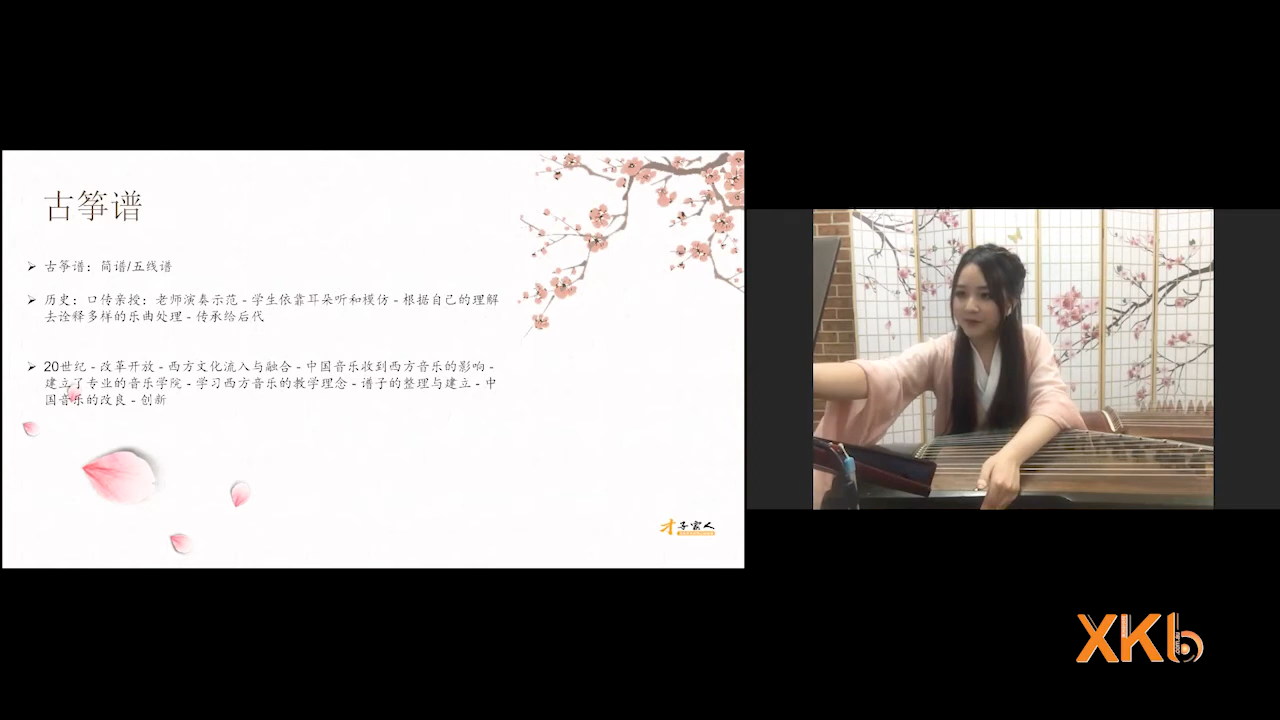 古筝谱
➢ 古筝谱：简谱/五线谱
➢ 历史：口传亲授：老师演奏示范 - 学生依靠耳朵听和模仿 - 根据自己的理解
去诠释多样的乐曲处理 - 传承给后代
➢ 20世纪 - 改革开放 - 西方文化流入与融合 - 中国音乐收到西方音乐的影响 -
建立了专业的音乐学院 - 学习西方音乐的教学理念 - 谱子的整理与建立 - 中
国音乐的改良 - 创新
才子家人
XKb